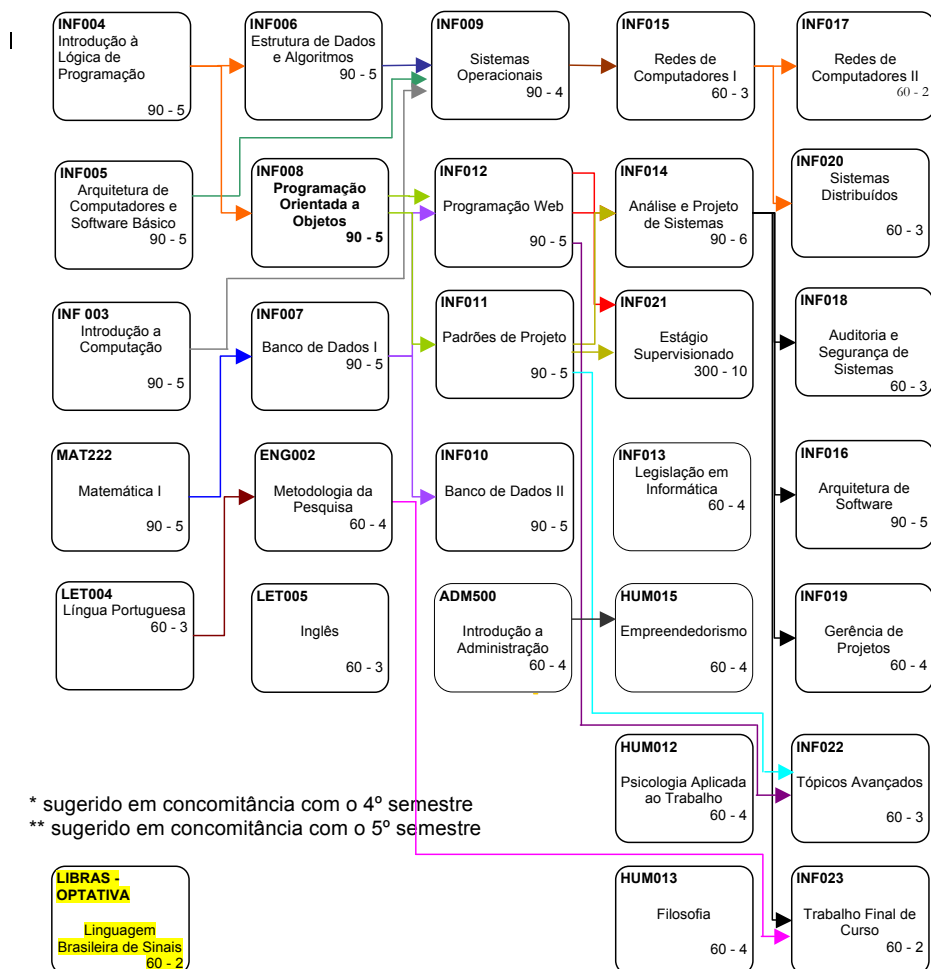 INF004
Introdução à
Lógica de
Programação
90 - 5
INF006
Estrutura de Dados
e Algoritmos
90 - 5
INF009
Sistemas
Operacionais
90 - 4
INF015
Redes de
Computadores I
60 - 3
INF017
Redes de
Computadores II
60 - 2
INF005
Arquitetura de
Computadores e
Software Básico
90 - 5
INF008
Programação
Orientada a
Objetos
90 - 5
INF012
Programação Web
90 - 5
INF014
Análise e Projeto
de Sistemas
90 - 6
INF020
Sistemas
Distribuídos
60 - 3
INF 003
Introdução a
Computação
90 - 5
INF007
Banco de Dados I
90 - 5
INF011
Padrões de Projeto
90 - 5
INF021
Estágio
Supervisionado
300 - 10
INF018
Auditoria e
Segurança de
Sistemas
60 - 3
MAT222
Matemática I
90 - 5
ENG002
Metodologia da
Pesquisa
60 - 4
INF010
Banco de Dados II
90 - 5
INF013
Legislação em
Informática
60 - 4
INF016
Arquitetura de
Software
90 - 5
LET004
Língua Portuguesa
60 - 3
LET005
Inglês
60 - 3
ADM500
Introdução a
Administração
60 - 4
HUM015
Empreendedorismo
60 - 4
INF019
Gerência de
Projetos
60 - 4
HUM012
Psicologia Aplicada
ao Trabalho
60 - 4
INF022
Tópicos Avançados
60 - 3
* sugerido em concomitância com o 4º semestre
** sugerido em concomitância com o 5º semestre
LIBRAS -
OPTATIVA
Linguagem
Brasileira de Sinais
60 - 2
HUM013
Filosofia
60 - 4
INF023
Trabalho Final de
Curso
60 - 2